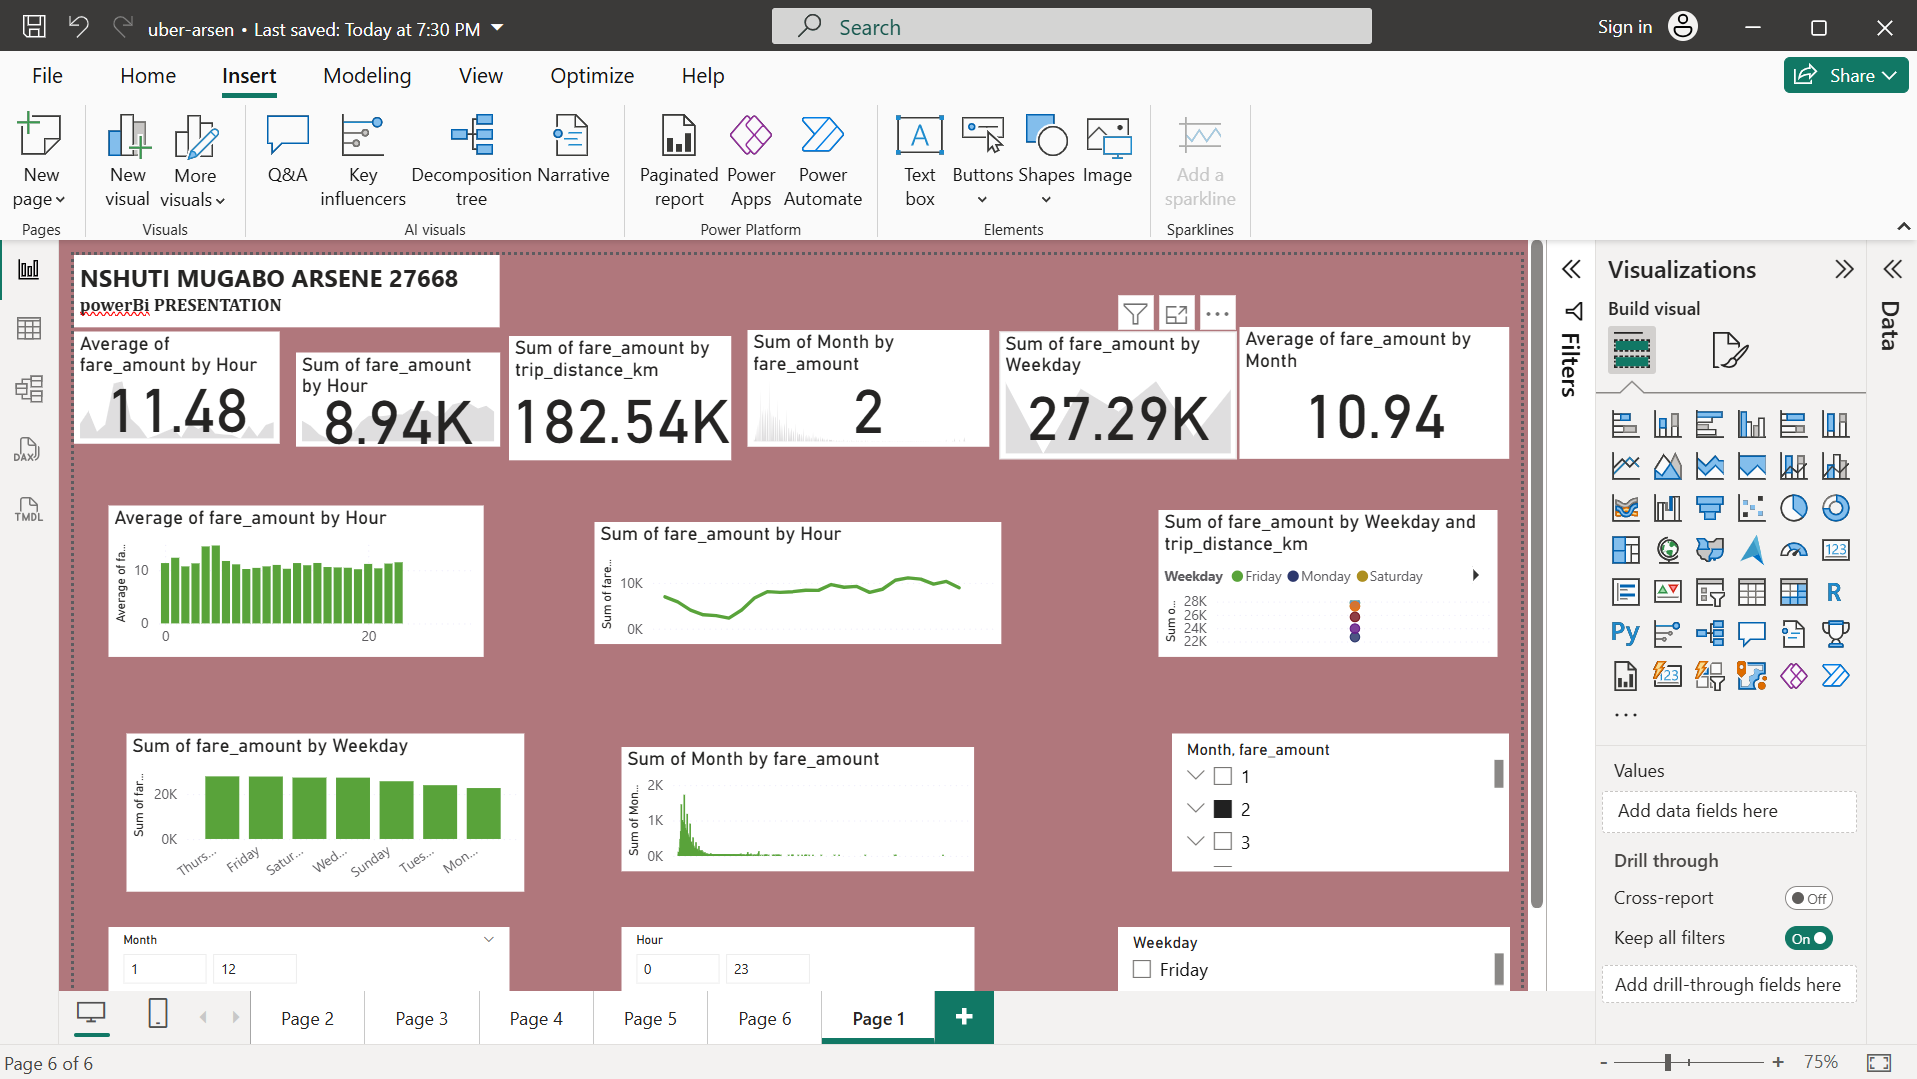 uber-arsen • Last saved: Today at 7:30 PM
Search
Sign in
File
Home
Insert
Modeling
View
Optimize
Help
Share
New page
New visual
More visuals
Q&A
Key influencers
Decomposition tree
Narrative
Paginated report
Power Apps
Power Automate
Text box
Buttons
Shapes
Image
Add a sparkline
Pages
Visuals
AI visuals
Power Platform
Elements
Sparklines
DAX
TMDL
NSHUTI MUGABO ARSENE 27668
powerBi PRESENTATION
Average of
fare_amount by Hour
11.48
Sum of fare_amount
by Hour
8.94K
Sum of fare_amount by
trip_distance_km
182.54K
Sum of Month by
fare_amount
2
Sum of fare_amount by
Weekday
27.29K
Average of fare_amount by
Month
10.94
Average of fare_amount by Hour
Average of fa...
10
0
0
20
Sum of fare_amount by Hour
Sum of fare...
10K
0K
Sum of fare_amount by Weekday and
trip_distance_km
Weekday Friday Monday Saturday
Sum o...
28K
26K
24K
22K
Sum of fare_amount by Weekday
Sum of far...
20K
0K
Thurs...
Friday
Satur...
Wed...
Sunday
Tues...
Mon...
Sum of Month by fare_amount
Sum of Mon...
2K
1K
0K
Month, fare_amount
1
2
3
Month
1
12
Hour
0
23
Weekday
Friday
Filters
Visualizations
Build visual
123
R
Py
123
...
Values
Add data fields here
Drill through
Cross-report
Off
Keep all filters
On
Add drill-through fields here
Data
Page 2
Page 3
Page 4
Page 5
Page 6
Page 1
+
Page 6 of 6
- + 75%